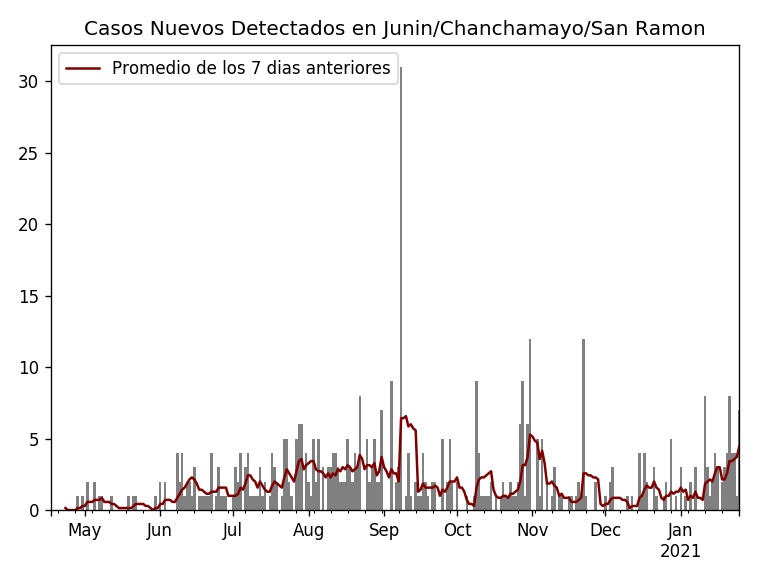 Casos Nuevos Detectados en Junin/Chanchamayo/San Ramon
Promedio de los 7 dias anteriores
30
25
20
15
10
5
0
May Jun Jul Aug Sep Oct Nov Dec Jan
2021